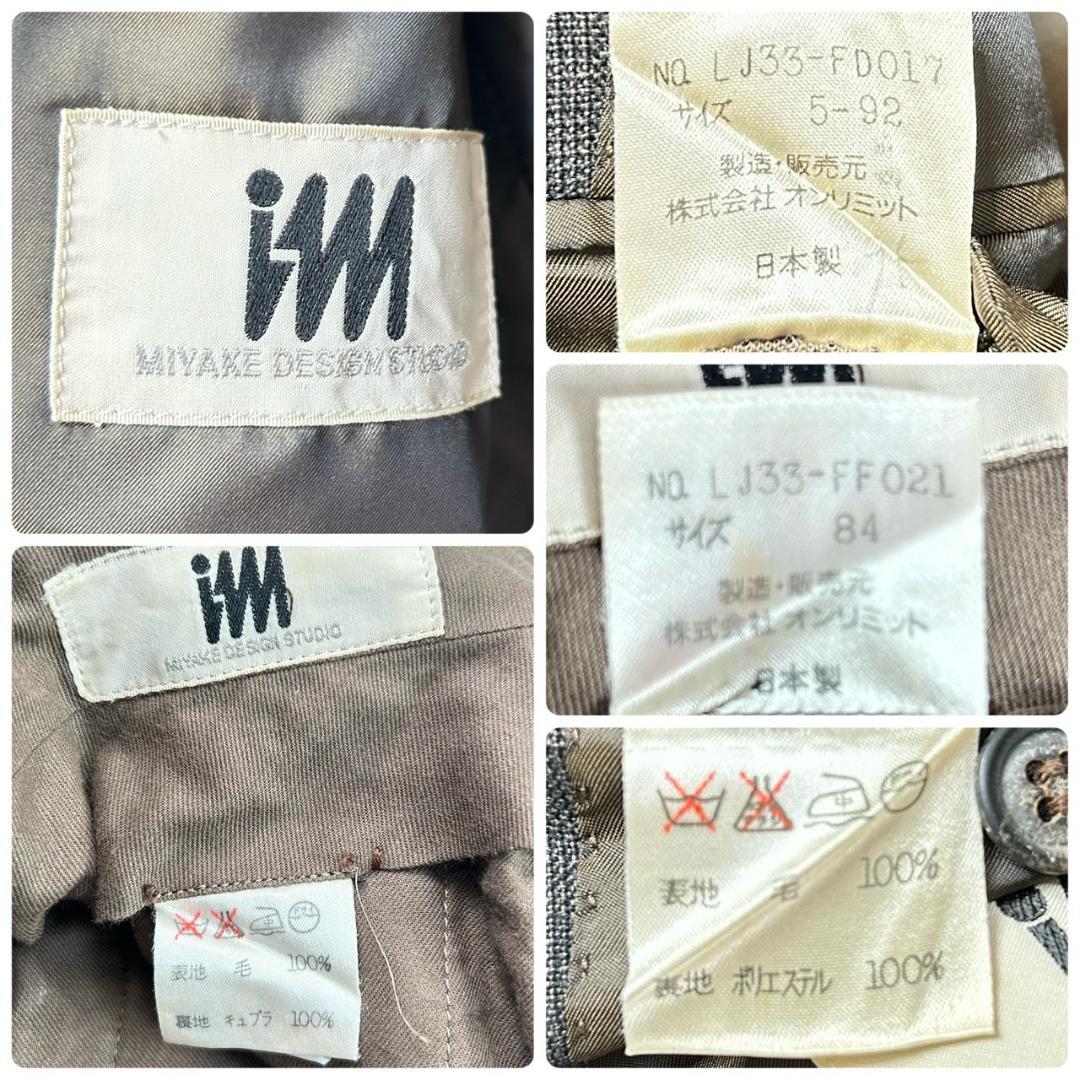 im
MIYAKE DESIGN STUDIO
NO. LJ33-FD017
サイズ 5-92
製造・販売元
株式会社 オンリミット
日本製
NO. LJ33-FF021
サイズ 84
製造・販売元
株式会社 オンリミット
日本製
im
MIYAKE DESIGN STUDIO
中
表地 毛 100%
裏地 キュプラ 100%
中
表地 毛 100%
裏地 ポリエステル 100%